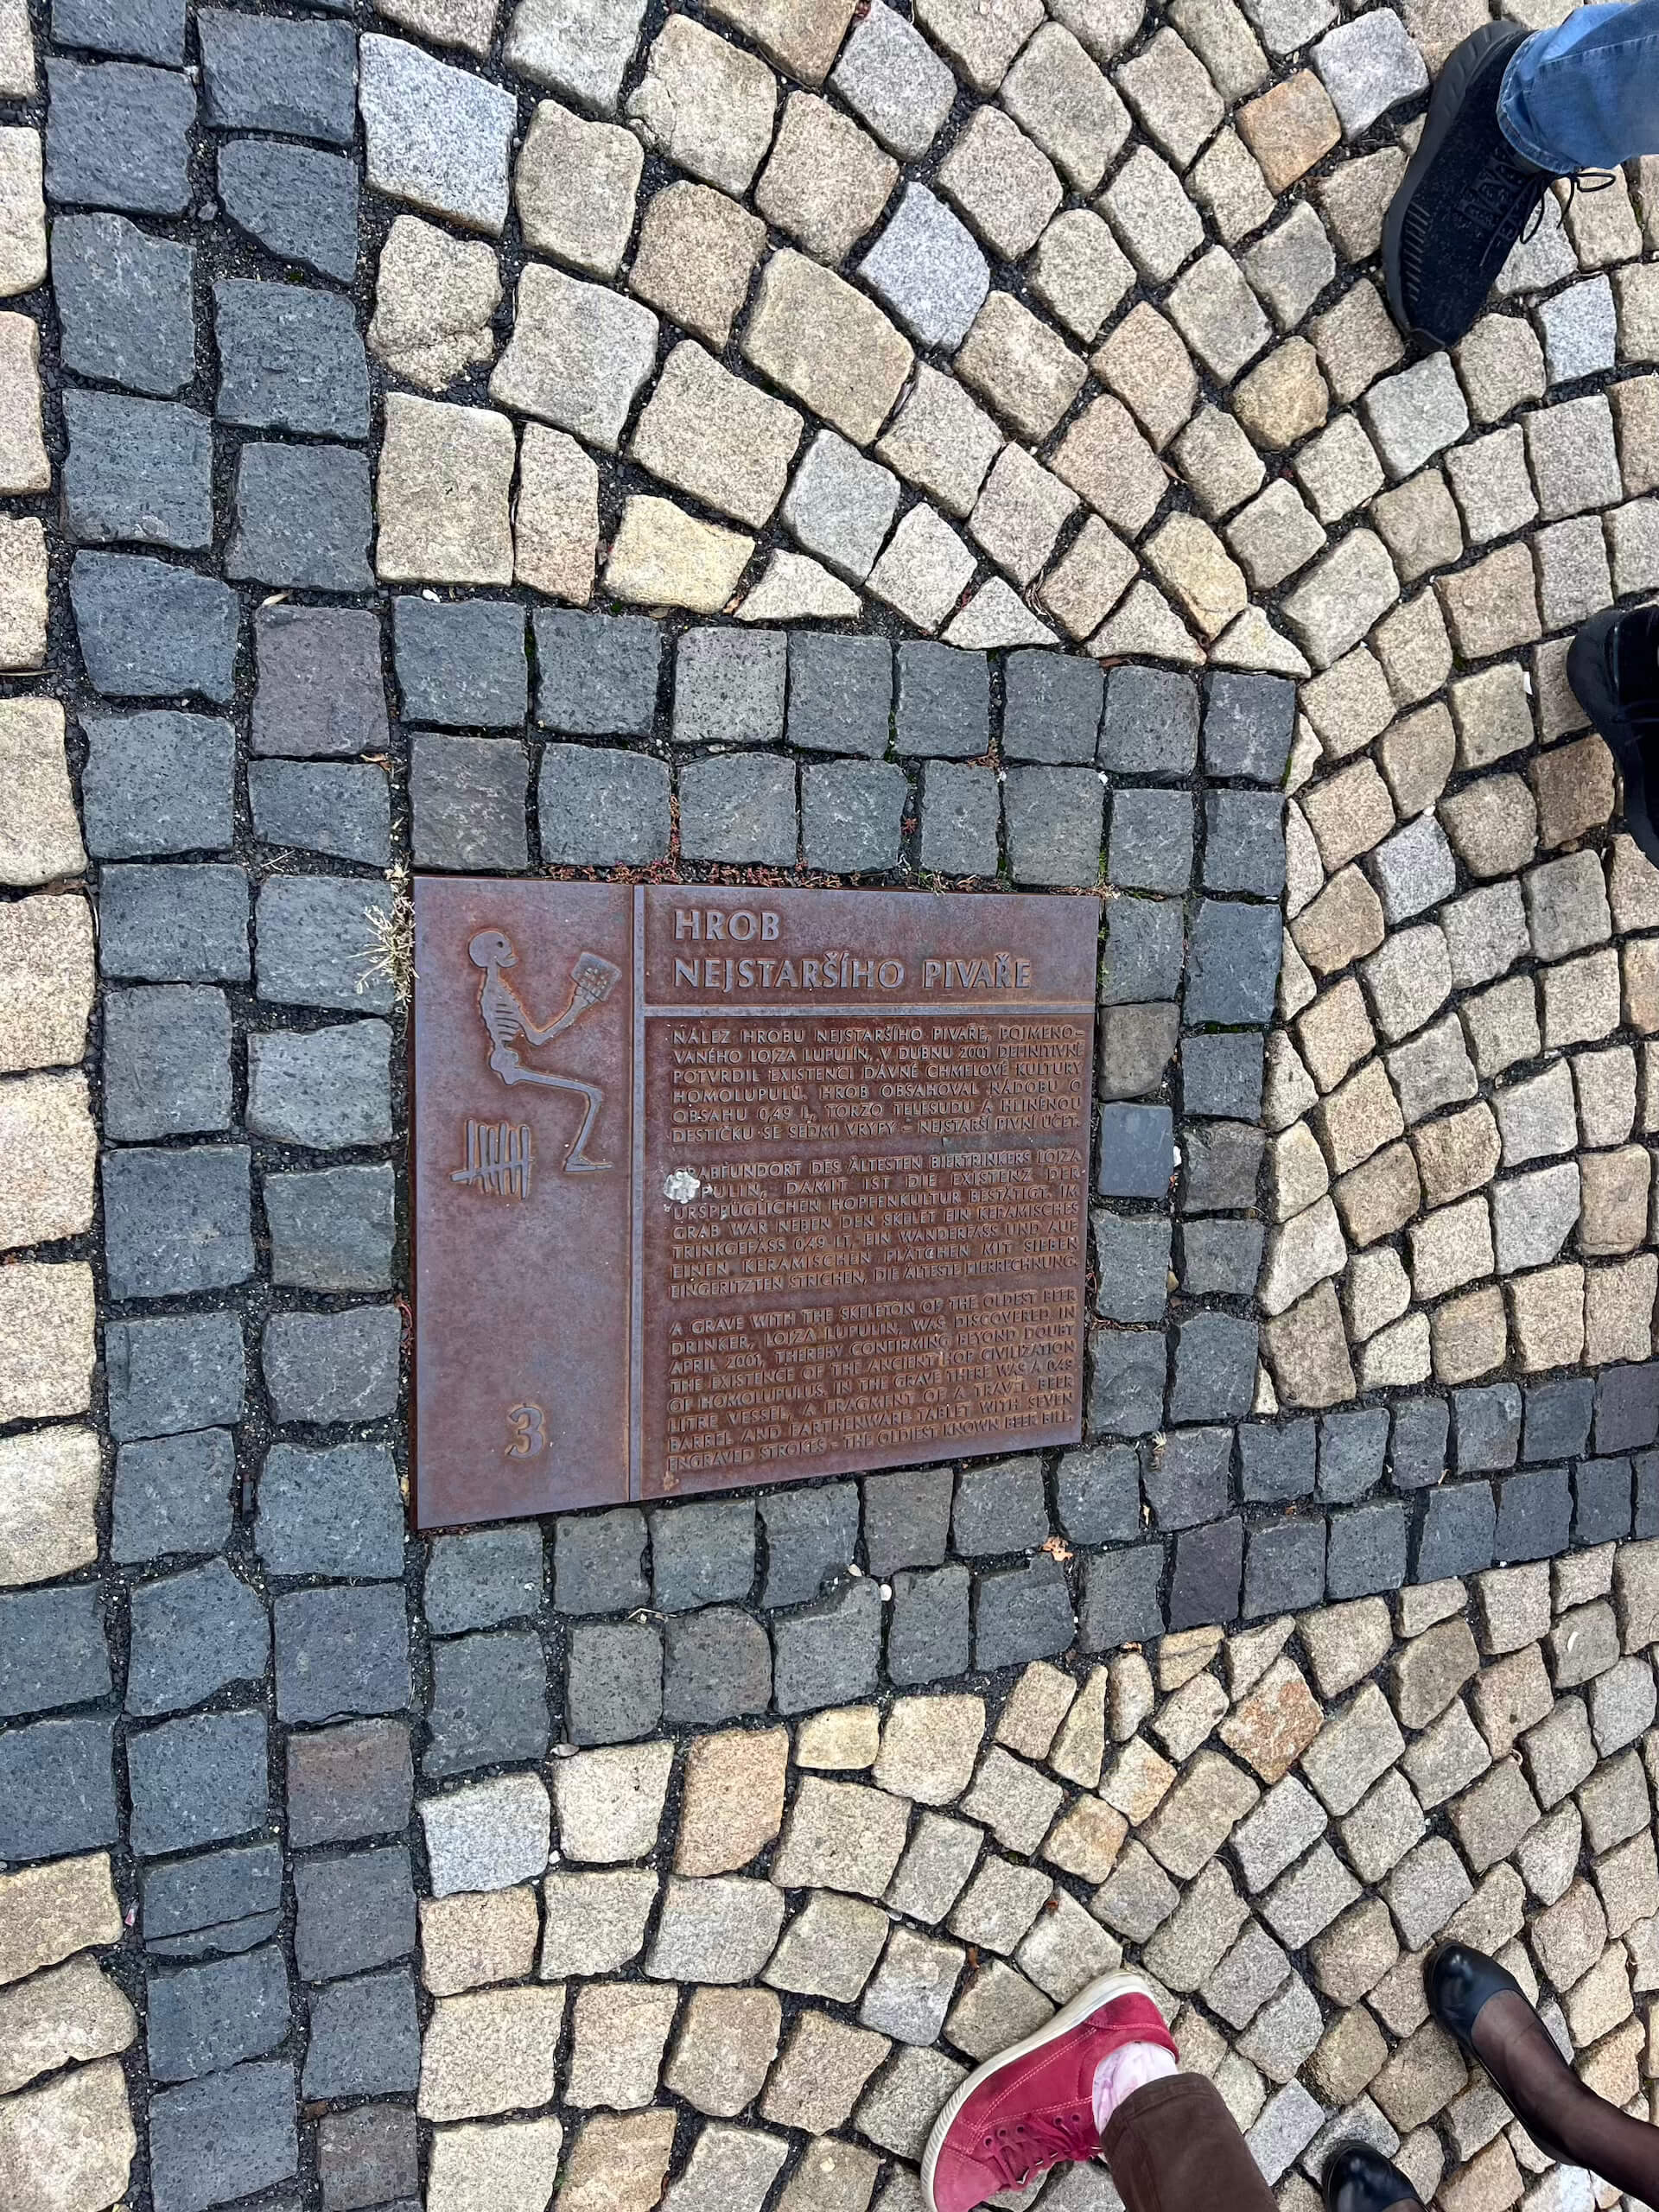 HROB
NEJSTARŠÍHO PIVAŘE
NÁLEZ HROBU NEJSTARŠÍHO PIVAŘE, POJMENO-
VANÉHO LOJZA LUPULÍN, V DUBNU 2001 DEFINITIVNĚ
POTVRDIL EXISTENCI DÁVNÉ CHMELOVÉ KULTURY
HOMOLUPULŮ. HROB OBSAHOVAL NÁDOBU O
OBSAHU 0,49 L, TORZO TELESUDU A HLINĚNOU
DESTIČKU SE SEDMI VRYPY - NEJSTARŠÍ PIVNÍ ÚČET.
GRABFUNDORT DES ÄLTESTEN BIERTRINKERS LOJZA
PULIN, DAMIT IST DIE EXISTENZ DER
URSPRÜGLICHEN HOPFENKULTUR BESTÄTIGT. IM
GRAB WAR NEBEN DEN SKELET EIN KERAMISCHES
TRINKGEFÄSS 0,49 LT, EIN WANDERFASS UND AUF
EINEN KERAMISCHEN PLÄTCHEN MIT SIEBEN
EINGERITZTEN STRICHEN, DIE ÄLTESTE BIERRECHNUNG.
A GRAVE WITH THE SKELETON OF THE OLDEST BEER
DRINKER, LOJZA LUPULIN, WAS DISCOVERED IN
APRIL 2001, THEREBY CONFIRMING BEYOND DOUBT
THE EXISTENCE OF THE ANCIENT HOP CIVILIZATION
OF HOMOLUPULUS. IN THE GRAVE THERE WAS A 0,49
LITRE VESSEL, A FRAGMENT OF A TRAVEL BEER
BARREL AND EARTHENWARE TABLET WITH SEVEN
ENGRAVED STROKES - THE OLDIEST KNOWN BEER BILL.
3